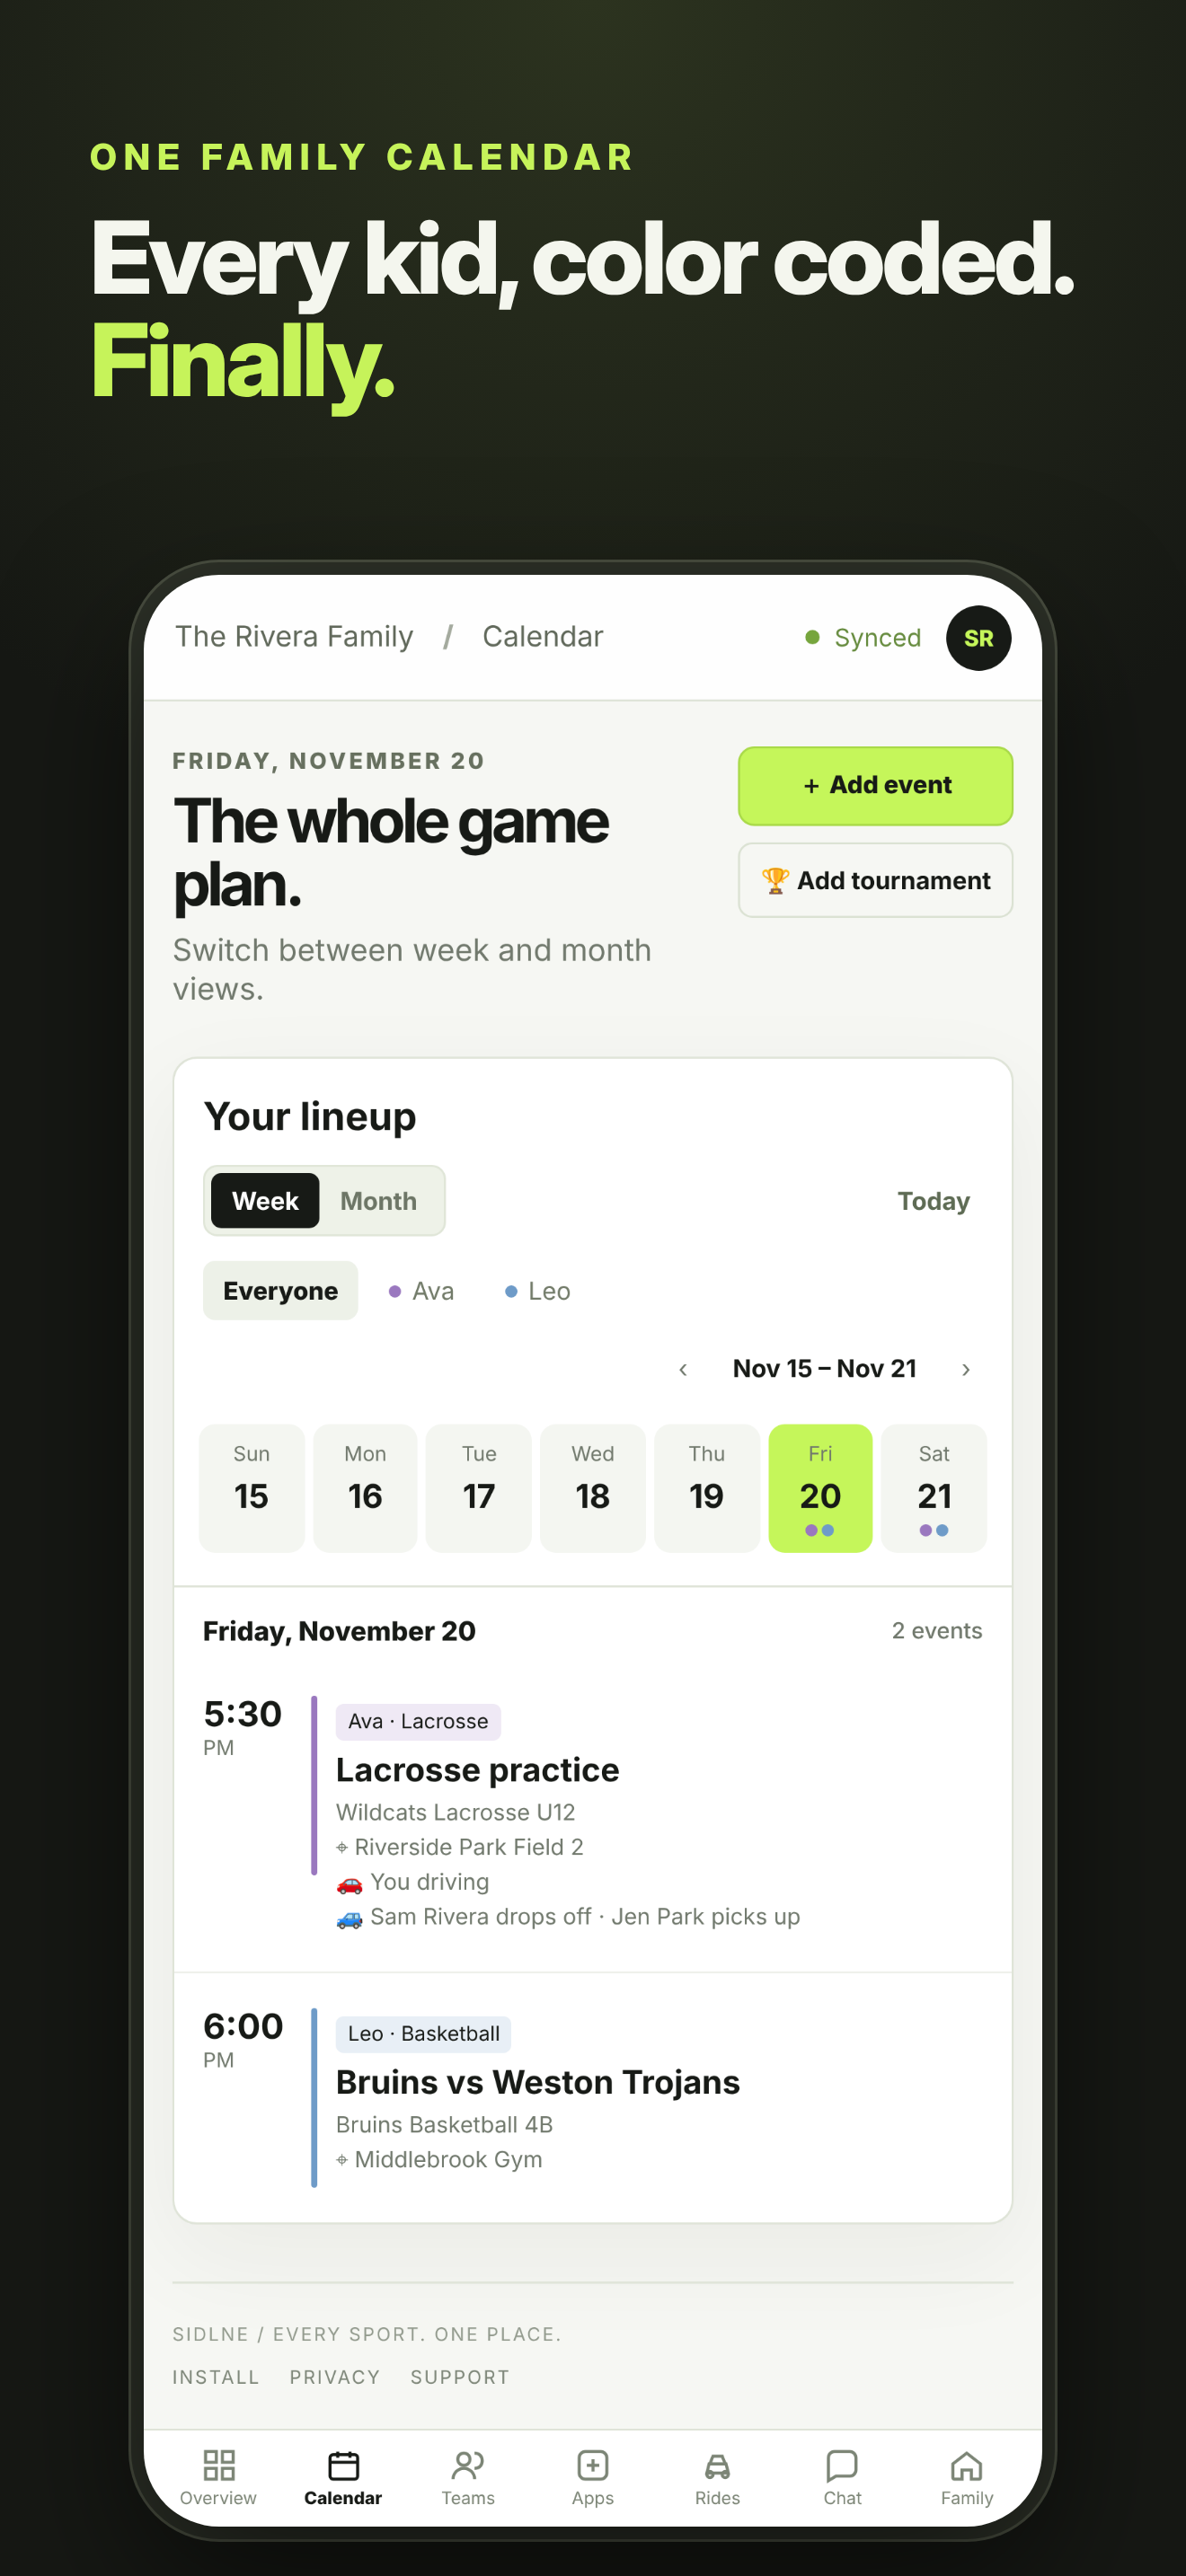 ONE FAMILY CALENDAR
Every kid, color coded.
Finally.
The Rivera Family / Calendar
Synced
SR
FRIDAY, NOVEMBER 20
The whole game
plan.
Switch between week and month
views.
+ Add event
🏆 Add tournament
Your lineup
Week Month
Today
Everyone
Ava
Leo
‹ Nov 15 – Nov 21 ›
Sun Mon Tue Wed Thu Fri Sat
15 16 17 18 19 20 21
Friday, November 20
2 events
5:30
PM
Ava · Lacrosse
Lacrosse practice
Wildcats Lacrosse U12
⌖ Riverside Park Field 2
🚗 You driving
🚙 Sam Rivera drops off · Jen Park picks up
6:00
PM
Leo · Basketball
Bruins vs Weston Trojans
Bruins Basketball 4B
⌖ Middlebrook Gym
SIDLNE / EVERY SPORT. ONE PLACE.
INSTALL PRIVACY SUPPORT
Overview Calendar Teams Apps Rides Chat Family